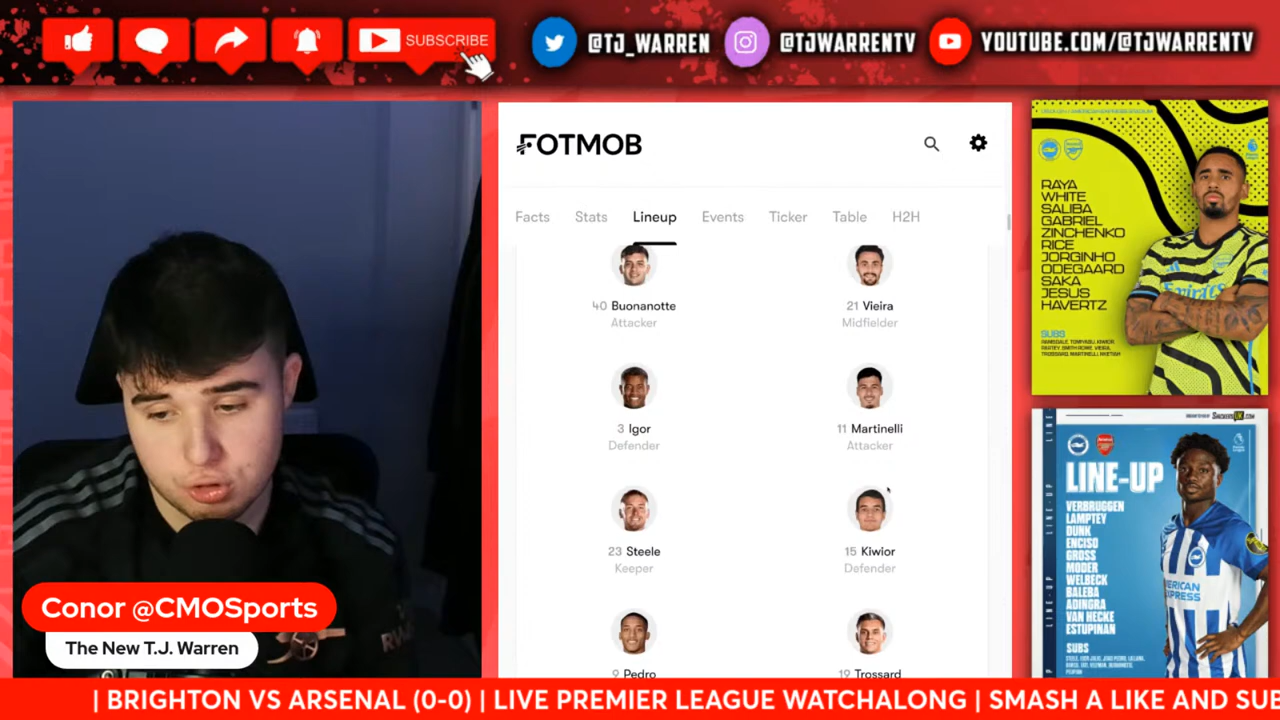 SUBSCRIBE
@TJ_WARREN
@TJWARRENTV
YOUTUBE.COM/@TJWARRENTV
FOTMOB
Facts Stats Lineup Events Ticker Table H2H
40 Buonanotte
Attacker
21 Vieira
Midfielder
3 Igor
Defender
11 Martinelli
Attacker
23 Steele
Keeper
15 Kiwior
Defender
9 Pedro
19 Trossard
RAYA
WHITE
SALIBA
GABRIEL
ZINCHENKO
RICE
JORGINHO
ODEGAARD
SAKA
JESUS
HAVERTZ
SUBS
LINE-UP
VERBRUGGEN
LAMPTEY
DUNK
ENCISO
GROSS
MODER
WELBECK
BALEBA
ADINGRA
VAN HECKE
ESTUPINAN
SUBS
Conor @CMOSports
The New T.J. Warren
| BRIGHTON VS ARSENAL (0-0) | LIVE PREMIER LEAGUE WATCHALONG | SMASH A LIKE AND SUB